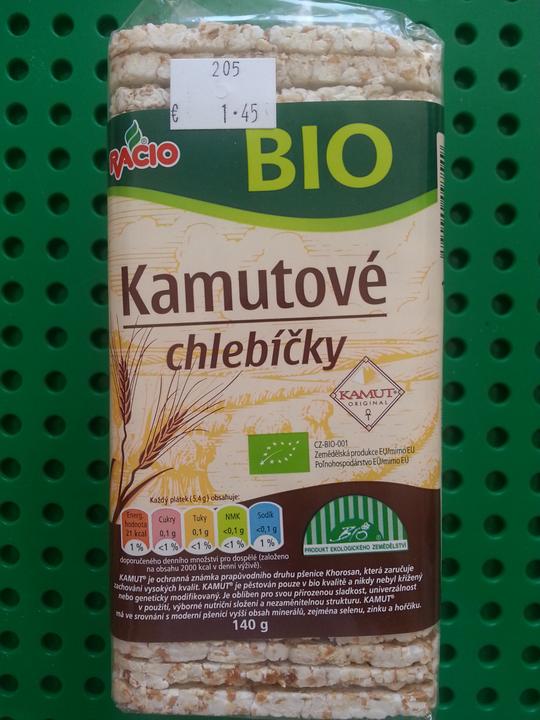 205
€ 1·45
RACIO
BIO
Kamutové
chlebíčky
KAMUT®
ORIGINAL
CZ-BIO-001
Zemědělská produkce EU/mimo EU
Poľnohospodárstvo EU/mimo EÚ
Každý plátek (5,4 g) obsahuje:
Energ. hodnota 21 kcal 1 %
Cukry 0,1 g <1 %
Tuky 0,1 g <1 %
NMK <0,1 g <1 %
Sodík <0,1 g 1 %
doporučeného denního množství pro dospělé (založeno
na obsahu 2000 kcal v denní výživě).
BIO
PRODUKT EKOLOGICKÉHO ZEMĚDĚLSTVÍ
KAMUT® je ochranná známka prapůvodního druhu pšenice Khorosan, která zaručuje
zachování vysokých kvalit. KAMUT® je pěstován pouze v bio kvalitě a nikdy nebyl křížený
nebo geneticky modifikovaný. Je oblíben pro svou přirozenou sladkost, univerzálnost
v použití, výborné nutriční složení a nezaměnitelnou strukturu. KAMUT®
má ve srovnání s moderní pšenicí vyšší obsah minerálů, zejména selenu, zinku a hořčíku.
140 g